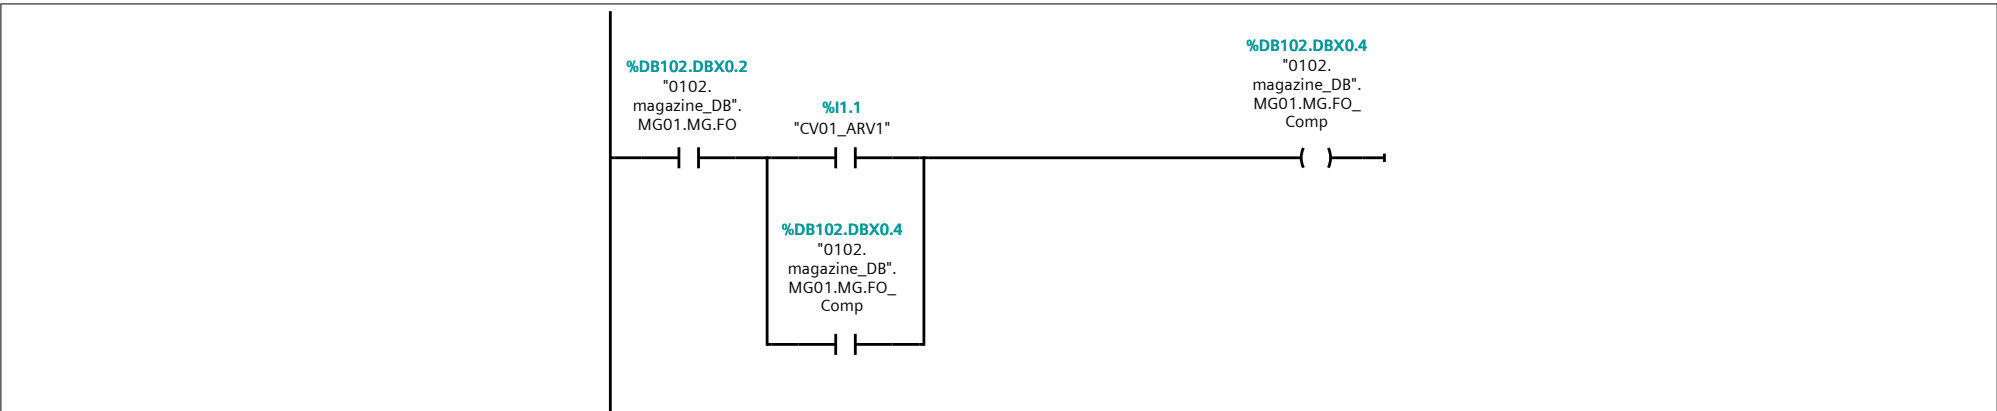 %DB102.DBX0.2
"0102.
magazine_DB".
MG01.MG.FO
%I1.1
"CV01_ARV1"
%DB102.DBX0.4
"0102.
magazine_DB".
MG01.MG.FO_
Comp
%DB102.DBX0.4
"0102.
magazine_DB".
MG01.MG.FO_
Comp